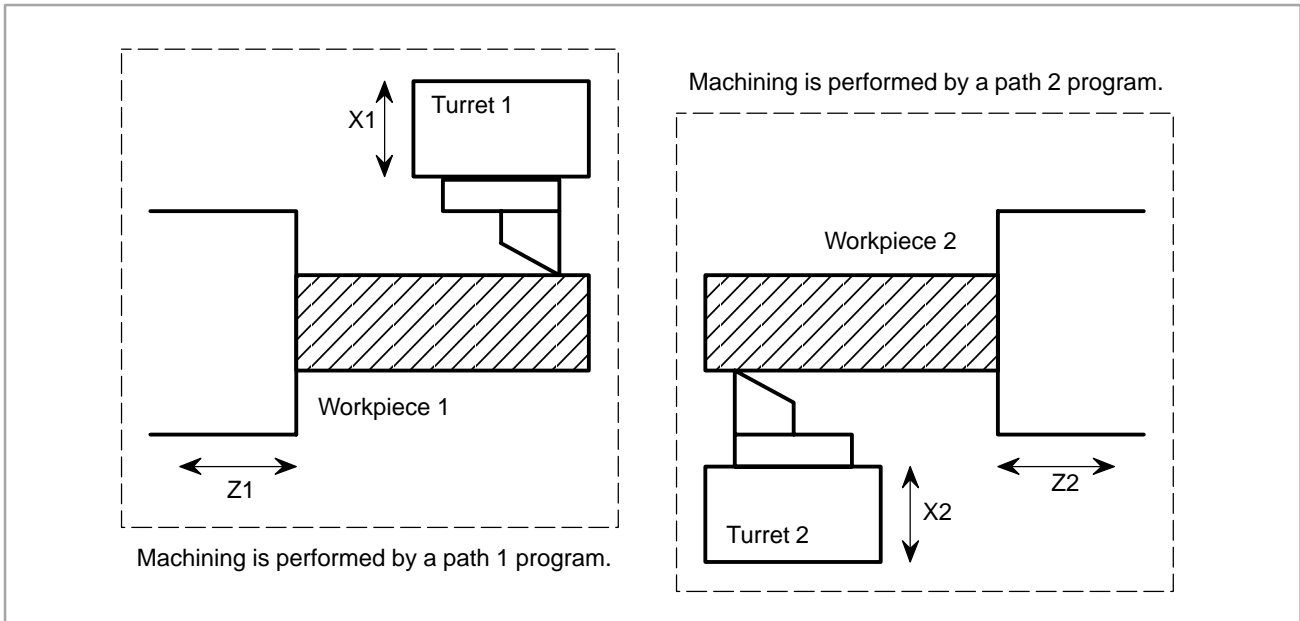 Turret 1
X1
Workpiece 1
Z1
Machining is performed by a path 1 program.
Machining is performed by a path 2 program.
Workpiece 2
Z2
X2
Turret 2